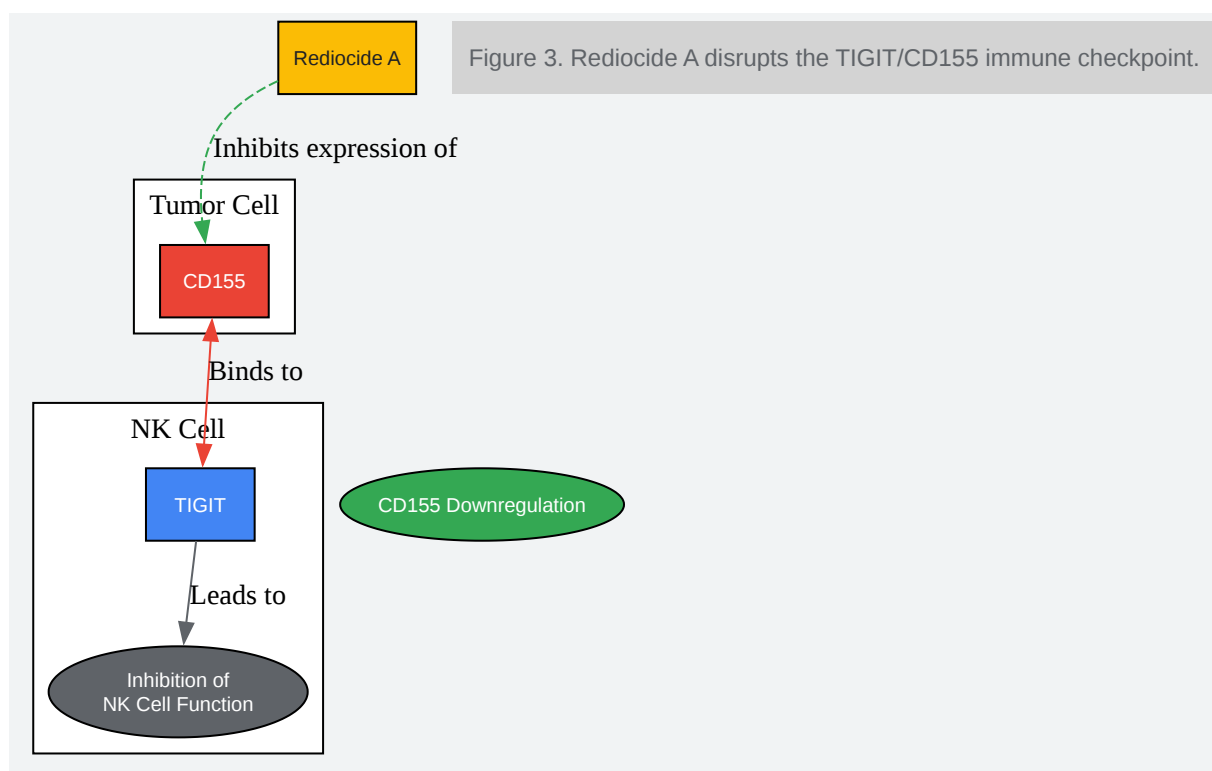 Rediocide A
Figure 3. Rediocide A disrupts the TIGIT/CD155 immune checkpoint.
Inhibits expression of
Tumor Cell
CD155
Binds to
NK Cell
TIGIT
CD155 Downregulation
Leads to
Inhibition of
NK Cell Function